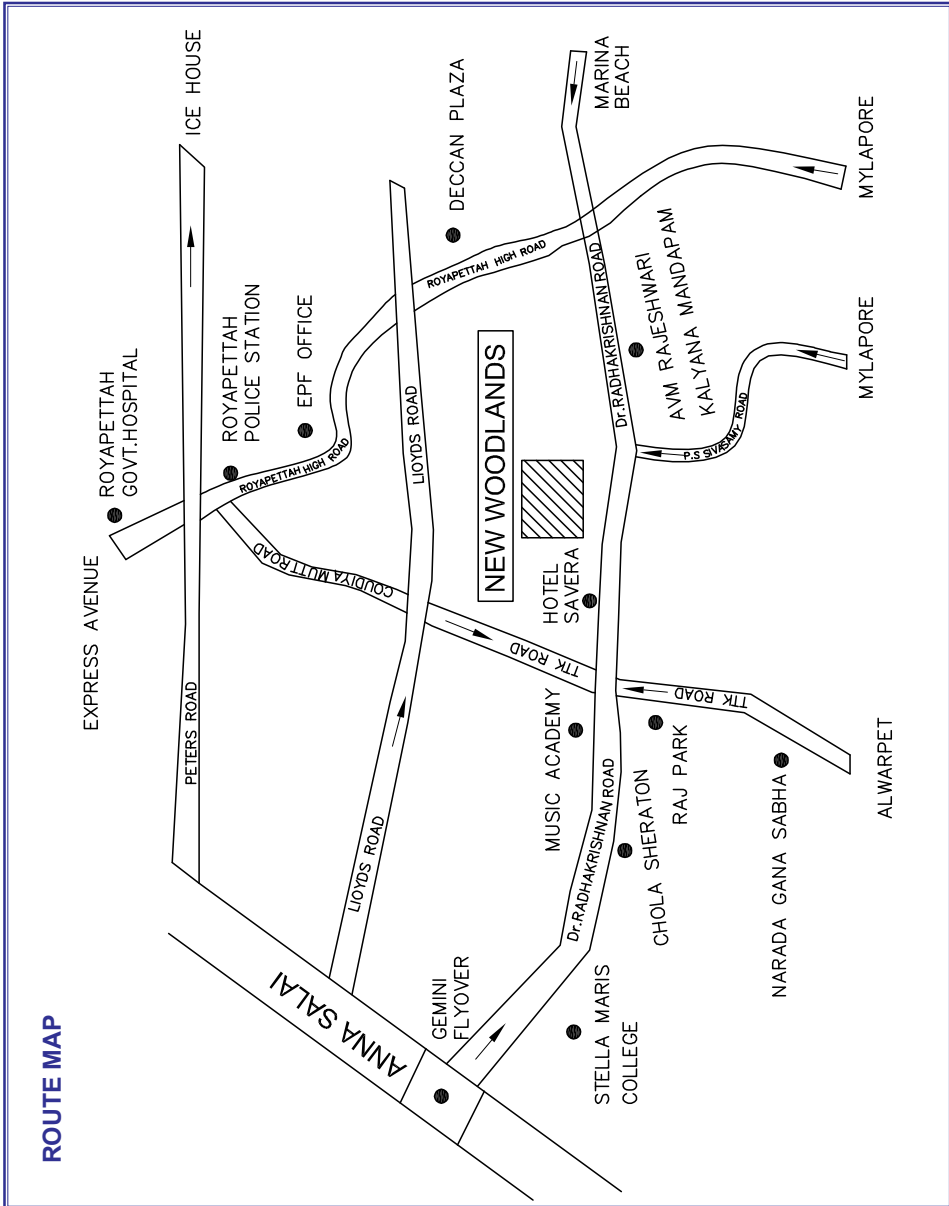 ROUTE MAP
EXPRESS AVENUE
ROYAPETTAH
GOVT.HOSPITAL
ICE HOUSE
PETERS ROAD
ROYAPETTAH
POLICE STATION
EPF OFFICE
ROYAPETTAH HIGH ROAD
DECCAN PLAZA
ROYAPETTAH HIGH ROAD
COUDIYA MUTT ROAD
LIOYDS ROAD
LIOYDS ROAD
ANNA SALAI
GEMINI
FLYOVER
NEW WOODLANDS
HOTEL
SAVERA
TTK ROAD
MUSIC ACADEMY
MARINA
BEACH
Dr.RADHAKRISHNAN ROAD
Dr.RADHAKRISHNAN ROAD
STELLA MARIS
COLLEGE
CHOLA SHERATON
RAJ PARK
TTK ROAD
AVM RAJESHWARI
KALYANA MANDAPAM
P.S SIVASAMY ROAD
NARADA GANA SABHA
ALWARPET
MYLAPORE
MYLAPORE